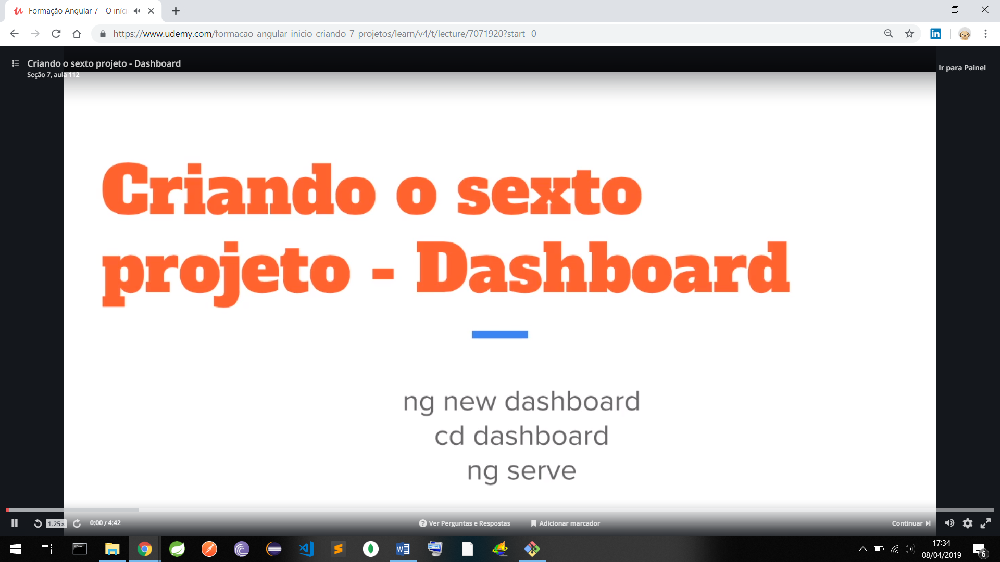 Formação Angular 7 - O iníci
https://www.udemy.com/formacao-angular-inicio-criando-7-projetos/learn/v4/t/lecture/7071920?start=0
Criando o sexto projeto - Dashboard
Seção 7, aula 112
Ir para Painel
Criando o sexto
projeto - Dashboard
ng new dashboard
cd dashboard
ng serve
1.25x
0:00 / 4:42
Ver Perguntas e Respostas
Adicionar marcador
Continuar
17:34
08/04/2019
6